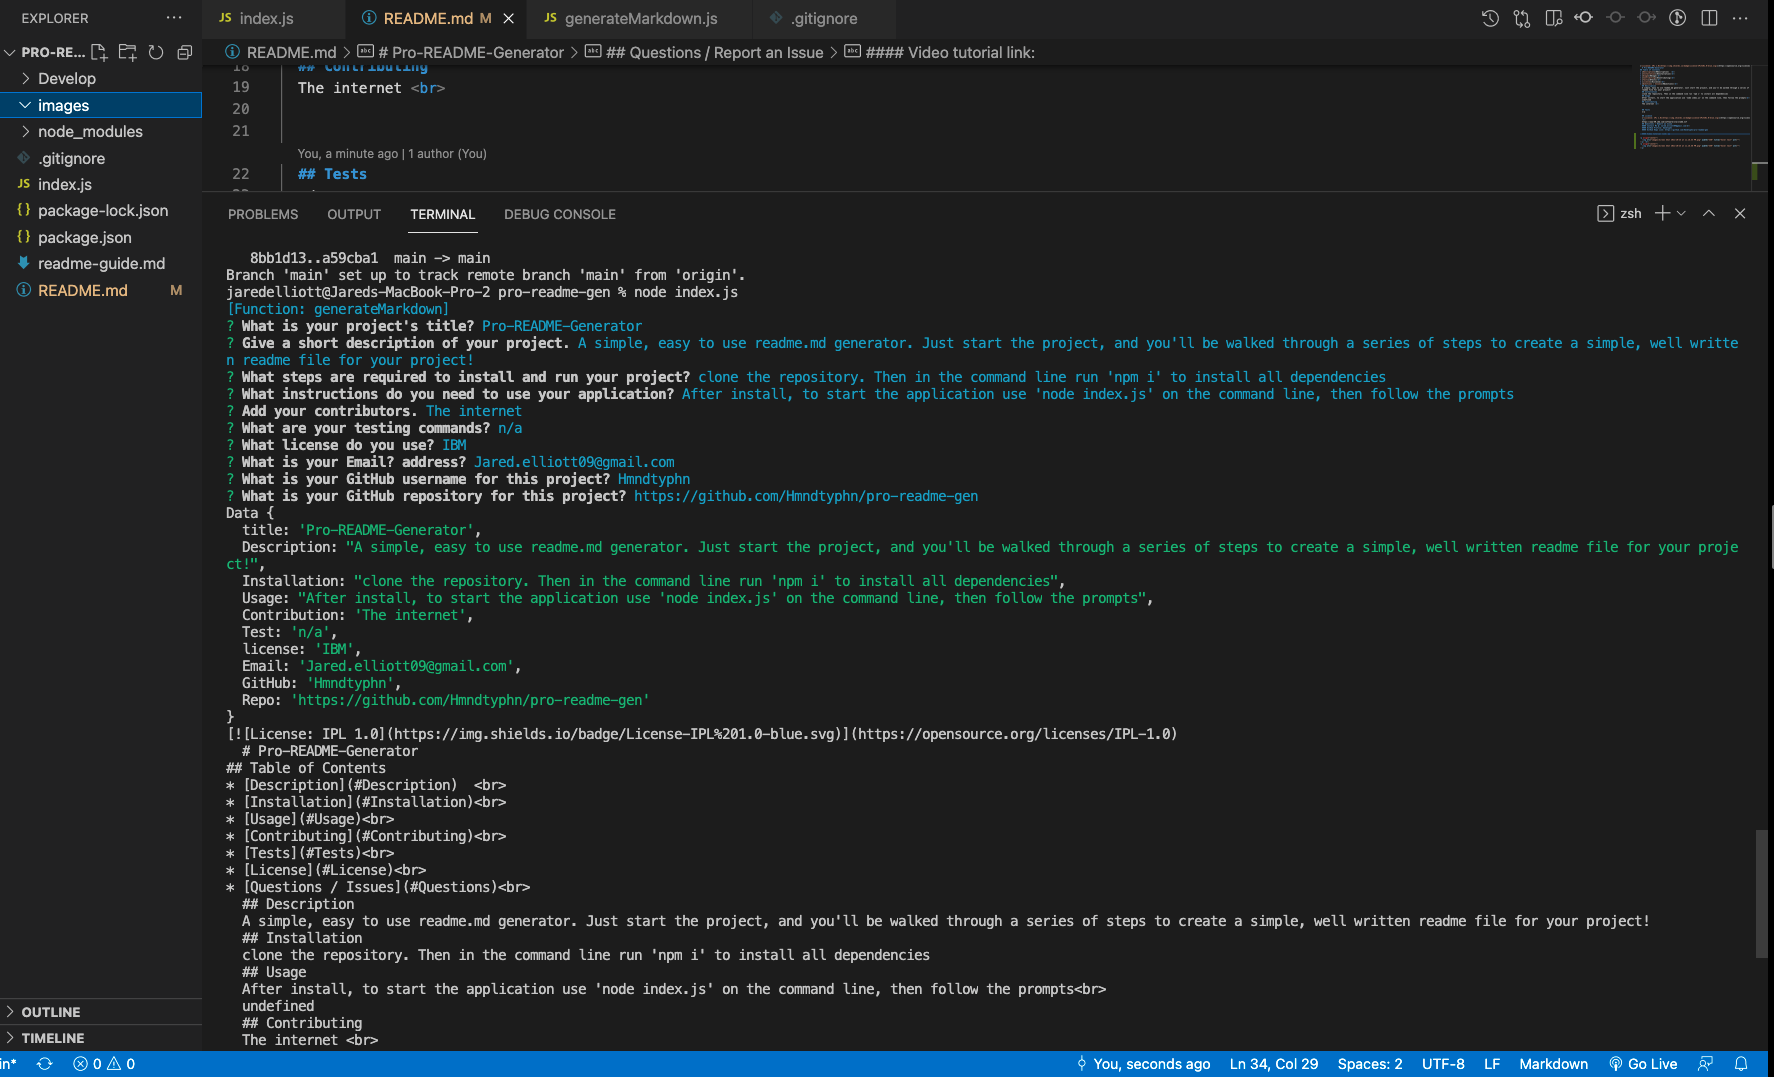 EXPLORER ···
JS index.js
README.md M
JS generateMarkdown.js
.gitignore
PRO-RE...
README.md > # Pro-README-Generator > ## Questions / Report an Issue > #### Video tutorial link:
Develop
images
node_modules
.gitignore
JS index.js
{} package-lock.json
{} package.json
readme-guide.md
README.md M
18 ## Contributing
19 The internet <br>
20
21
You, a minute ago | 1 author (You)
22 ## Tests
PROBLEMS OUTPUT TERMINAL DEBUG CONSOLE
zsh
8bb1d13..a59cba1 main -> main
Branch 'main' set up to track remote branch 'main' from 'origin'.
jaredelliott@Jareds-MacBook-Pro-2 pro-readme-gen % node index.js
[Function: generateMarkdown]
? What is your project's title? Pro-README-Generator
? Give a short description of your project. A simple, easy to use readme.md generator. Just start the project, and you'll be walked through a series of steps to create a simple, well writte
n readme file for your project!
? What steps are required to install and run your project? clone the repository. Then in the command line run 'npm i' to install all dependencies
? What instructions do you need to use your application? After install, to start the application use 'node index.js' on the command line, then follow the prompts
? Add your contributors. The internet
? What are your testing commands? n/a
? What license do you use? IBM
? What is your Email? address? Jared.elliott09@gmail.com
? What is your GitHub username for this project? Hmndtyphn
? What is your GitHub repository for this project? https://github.com/Hmndtyphn/pro-readme-gen
Data {
title: 'Pro-README-Generator',
Description: "A simple, easy to use readme.md generator. Just start the project, and you'll be walked through a series of steps to create a simple, well written readme file for your proje
ct!",
Installation: "clone the repository. Then in the command line run 'npm i' to install all dependencies",
Usage: "After install, to start the application use 'node index.js' on the command line, then follow the prompts",
Contribution: 'The internet',
Test: 'n/a',
license: 'IBM',
Email: 'Jared.elliott09@gmail.com',
GitHub: 'Hmndtyphn',
Repo: 'https://github.com/Hmndtyphn/pro-readme-gen'
}
[![License: IPL 1.0](https://img.shields.io/badge/License-IPL%201.0-blue.svg)](https://opensource.org/licenses/IPL-1.0)
# Pro-README-Generator
## Table of Contents
* [Description](#Description)  <br>
* [Installation](#Installation)<br>
* [Usage](#Usage)<br>
* [Contributing](#Contributing)<br>
* [Tests](#Tests)<br>
* [License](#License)<br>
* [Questions / Issues](#Questions)<br>
## Description
A simple, easy to use readme.md generator. Just start the project, and you'll be walked through a series of steps to create a simple, well written readme file for your project!
## Installation
clone the repository. Then in the command line run 'npm i' to install all dependencies
## Usage
After install, to start the application use 'node index.js' on the command line, then follow the prompts<br>
undefined
## Contributing
The internet <br>
OUTLINE
TIMELINE
in* 0 0 You, seconds ago Ln 34, Col 29 Spaces: 2 UTF-8 LF Markdown Go Live